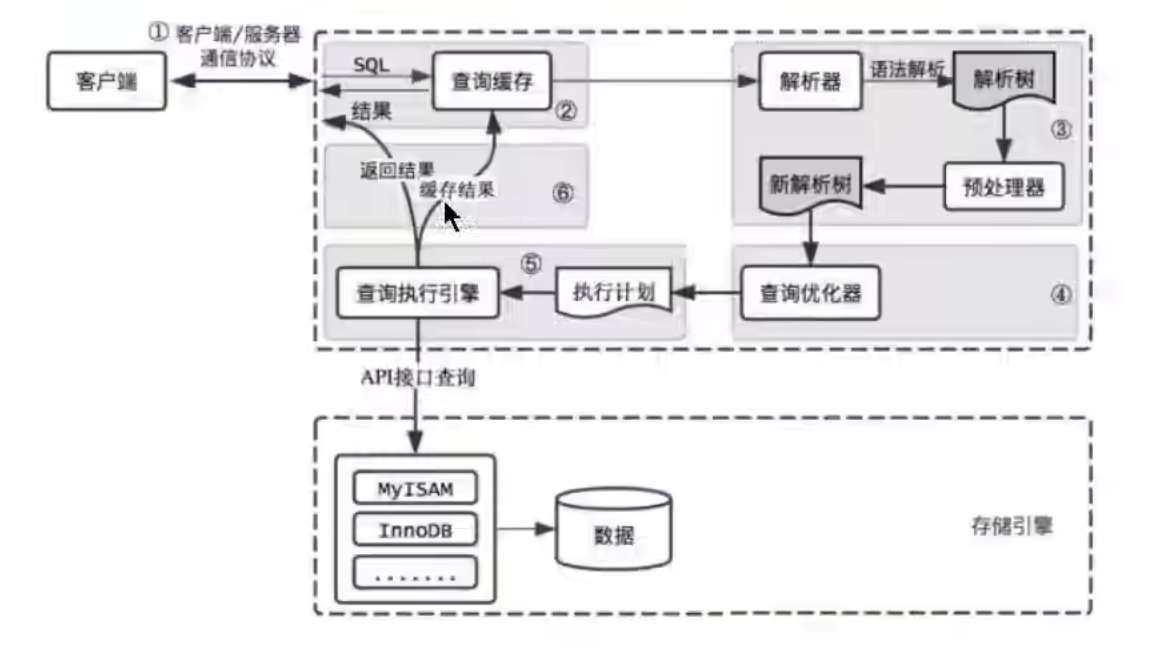 ① 客户端/服务器
通信协议
客户端
SQL
结果
查询缓存
②
解析器
语法解析
解析树
③
返回结果
缓存结果
⑥
新解析树
预处理器
查询执行引擎
⑤
执行计划
查询优化器
④
API接口查询
MyISAM
InnoDB
.......
数据
存储引擎